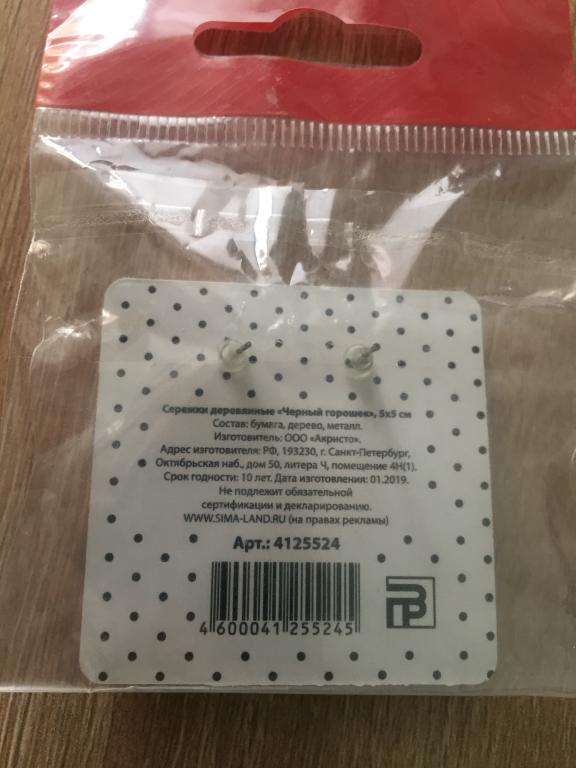 Сережки деревянные «Черный горошек», 5х5 см
Состав: бумага, дерево, металл.
Изготовитель: ООО «Акристо».
Адрес изготовителя: РФ, 193230, г. Санкт-Петербург,
Октябрьская наб., дом 50, литера Ч, помещение 4Н(1).
Срок годности: 10 лет. Дата изготовления: 01.2019.
Не подлежит обязательной
сертификации и декларированию.
WWW.SIMA-LAND.RU (на правах рекламы)
Арт.: 4125524
4 600041 255245